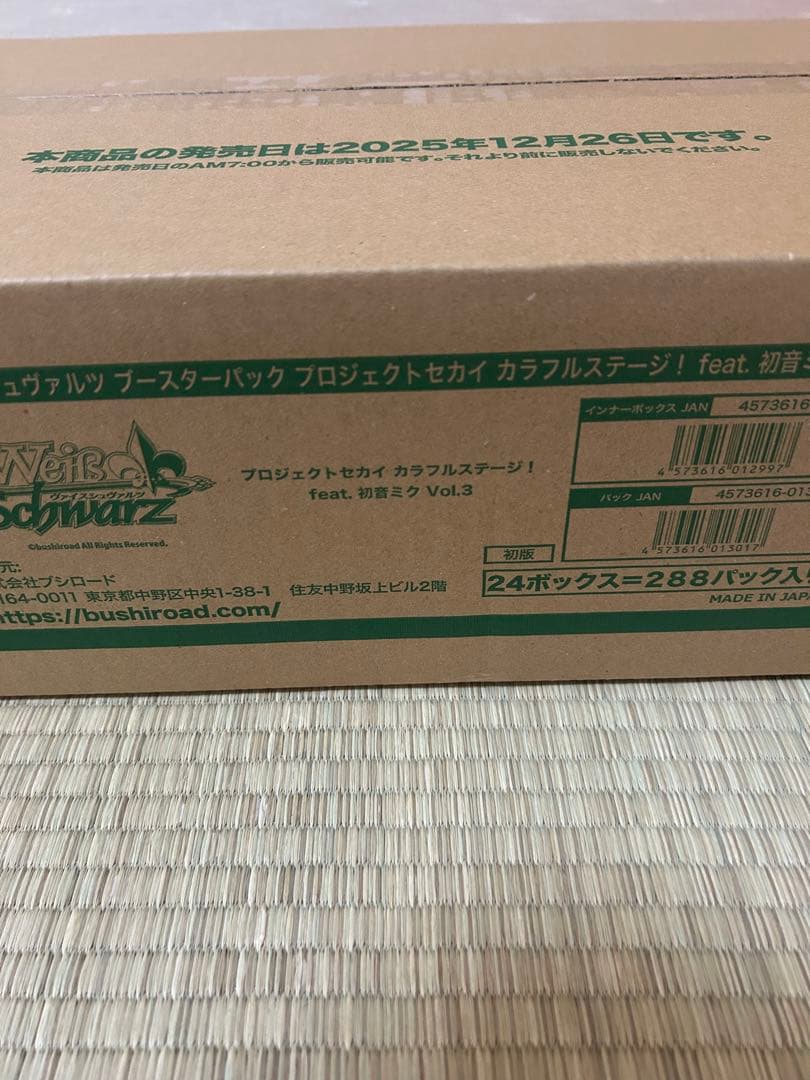 本商品の発売日は2025年12月26日です。
本商品は発売日のAM7:00から販売可能です。それより前に販売しないでください。
ュヴァルツ ブースターパック プロジェクトセカイ カラフルステージ！ feat. 初音ミ
Weiß
Schwarz
ヴァイスシュヴァルツ
©bushiroad All Rights Reserved.
プロジェクトセカイ カラフルステージ！
feat. 初音ミク Vol.3
インナーボックス JAN 4573616
4 573616 012997
パック JAN 4573616-013
4 573616 013017
初版
24ボックス＝288パック入
MADE IN JAP
元:
式会社ブシロード
164-0011 東京都中野区中央1-38-1 住友中野坂上ビル2階
https://bushiroad.com/